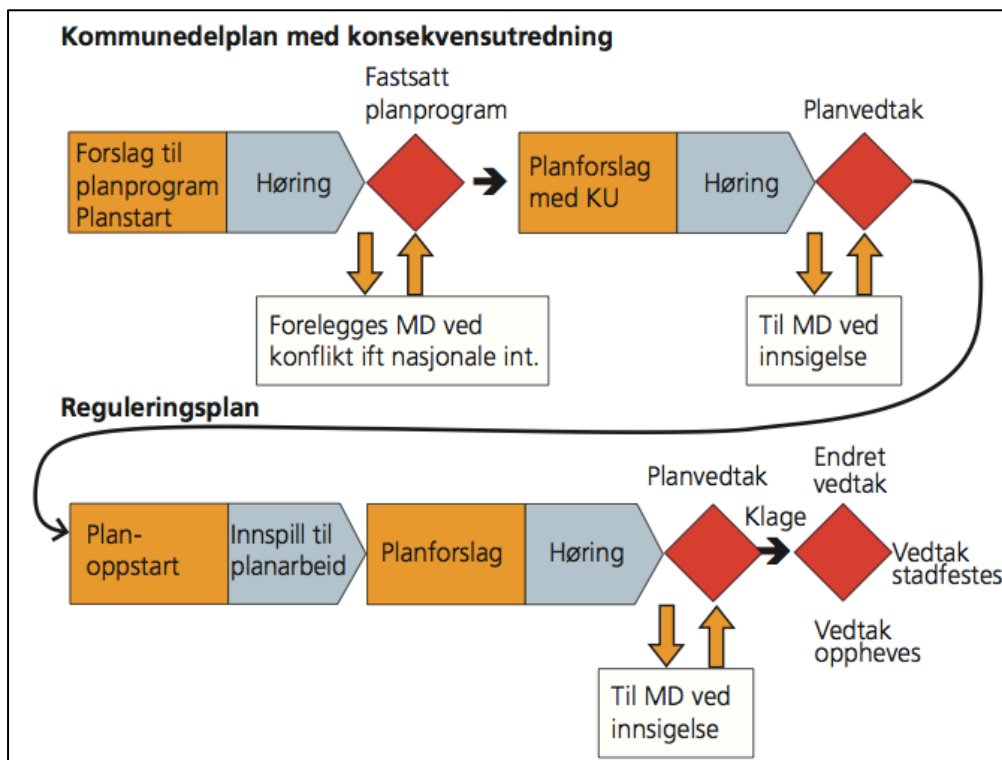 Kommunedelplan med konsekvensutredning
Fastsatt
planprogram
Planvedtak
Forslag til
planprogram
Planstart
Høring
Planforslag
med KU
Høring
Forelegges MD ved
konflikt ift nasjonale int.
Til MD ved
innsigelse
Reguleringsplan
Planvedtak
Endret
vedtak
Plan-
oppstart
Innspill til
planarbeid
Planforslag
Høring
Klage
Vedtak
stadfestes
Vedtak
oppheves
Til MD ved
innsigelse